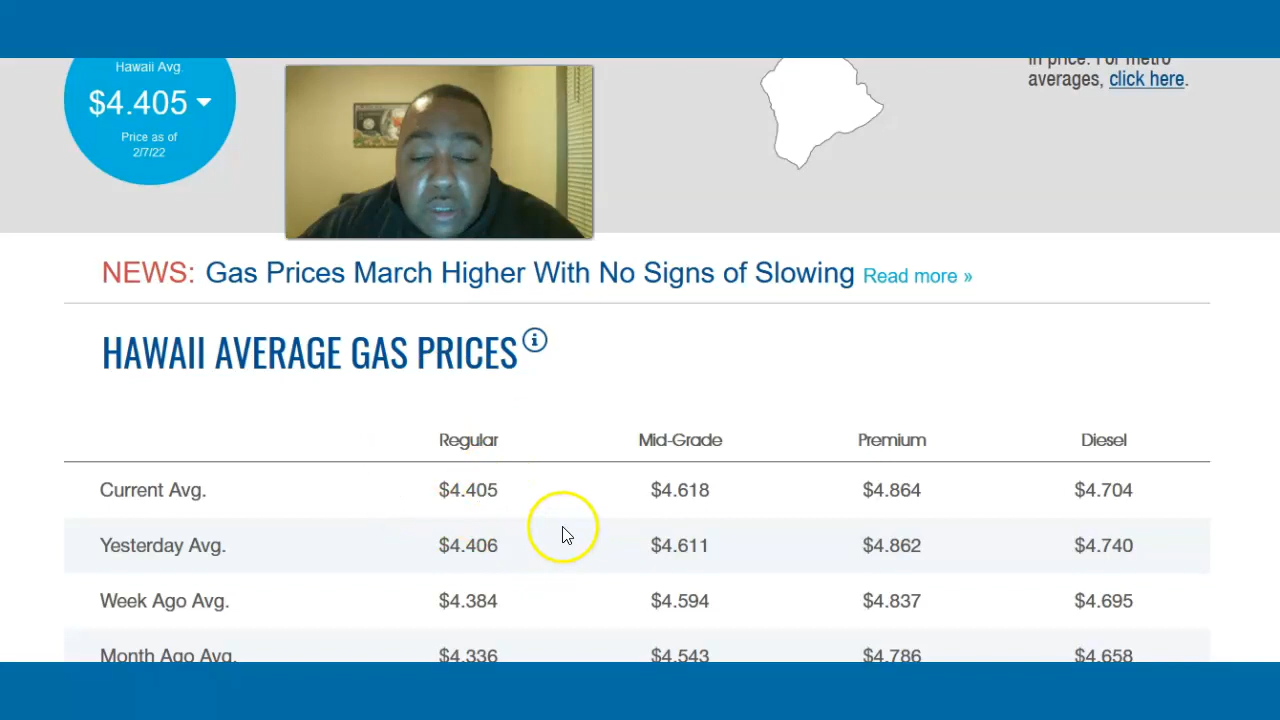 Hawaii Avg
$4.405
Price as of
2/7/22
in price. For metro
averages, click here.
NEWS: Gas Prices March Higher With No Signs of Slowing Read more »
HAWAII AVERAGE GAS PRICES
Regular Mid-Grade Premium Diesel
Current Avg. $4.405 $4.618 $4.864 $4.704
Yesterday Avg. $4.406 $4.611 $4.862 $4.740
Week Ago Avg. $4.384 $4.594 $4.837 $4.695
Month Ago Avg. $4.336 $4.543 $4.786 $4.658